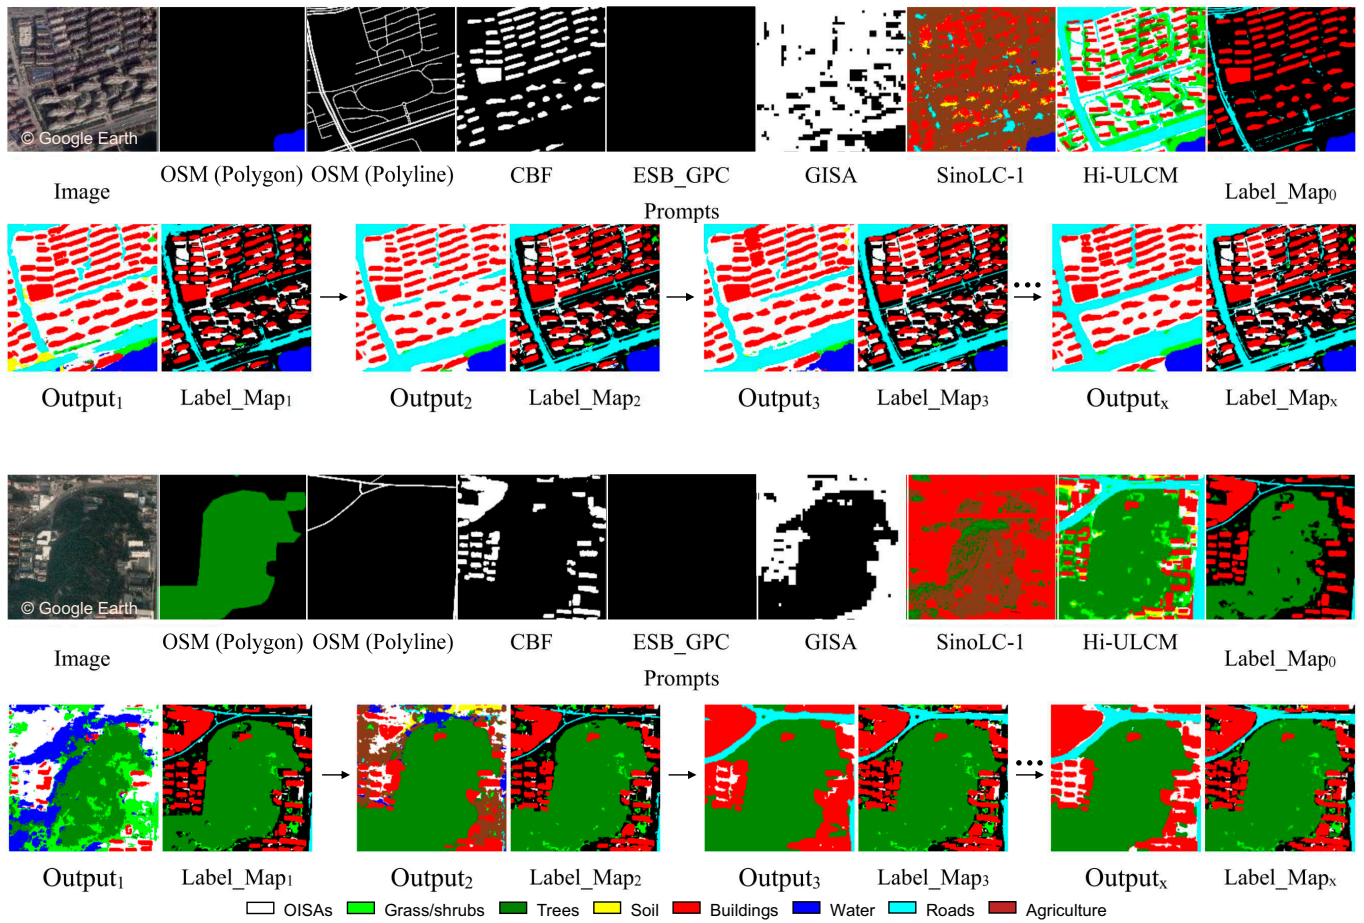 © Google Earth
OSM (Polygon) OSM (Polyline) CBF ESB_GPC GISA SinoLC-1 Hi-ULCM
Image Label_Map₀
Prompts
Output₁ Label_Map₁ Output₂ Label_Map₂ Output₃ Label_Map₃ Outputₓ Label_Mapₓ
© Google Earth
OSM (Polygon) OSM (Polyline) CBF ESB_GPC GISA SinoLC-1 Hi-ULCM
Image Label_Map₀
Prompts
Output₁ Label_Map₁ Output₂ Label_Map₂ Output₃ Label_Map₃ Outputₓ Label_Mapₓ
OISAs Grass/shrubs Trees Soil Buildings Water Roads Agriculture